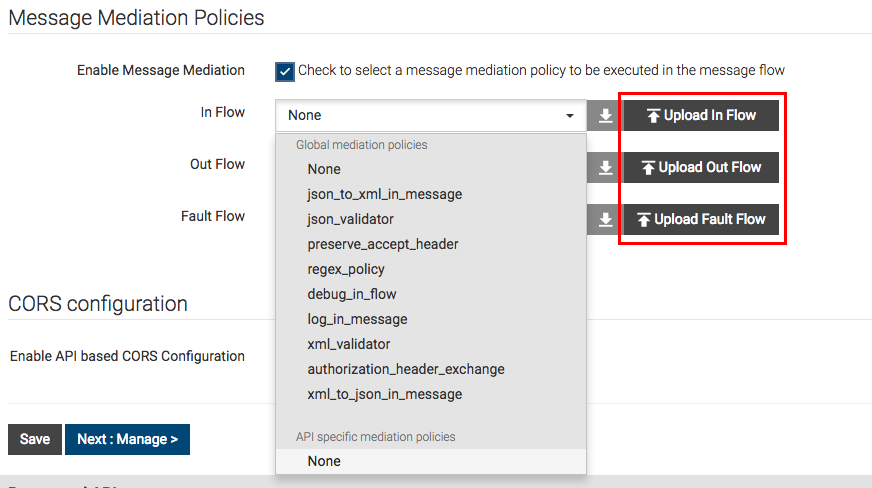 Message Mediation Policies
Enable Message Mediation Check to select a message mediation policy to be executed in the message flow
In Flow None Upload In Flow
Global mediation policies
None
Out Flow Upload Out Flow
json_to_xml_in_message
json_validator
Fault Flow Upload Fault Flow
preserve_accept_header
regex_policy
debug_in_flow
CORS configuration
log_in_message
xml_validator
Enable API based CORS Configuration
authorization_header_exchange
xml_to_json_in_message
Save Next : Manage >
API specific mediation policies
None